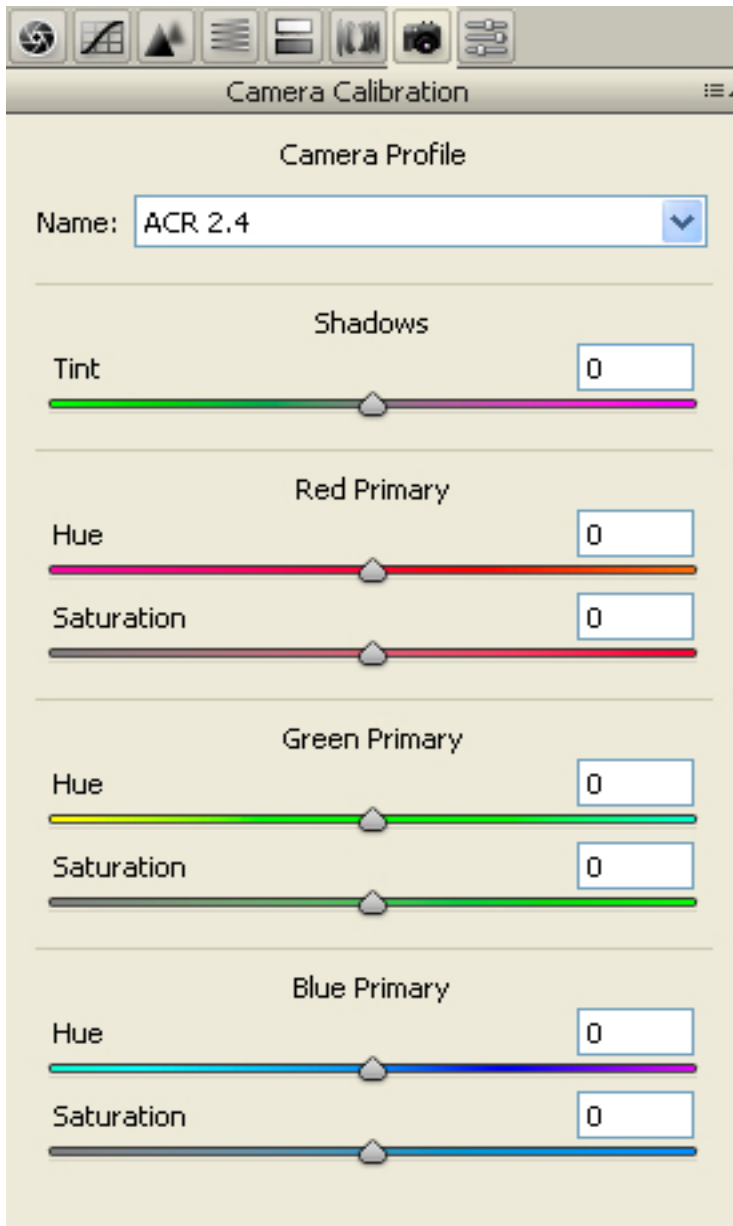 Camera Calibration
Camera Profile
Name: ACR 2.4
Shadows
Tint 0
Red Primary
Hue 0
Saturation 0
Green Primary
Hue 0
Saturation 0
Blue Primary
Hue 0
Saturation 0